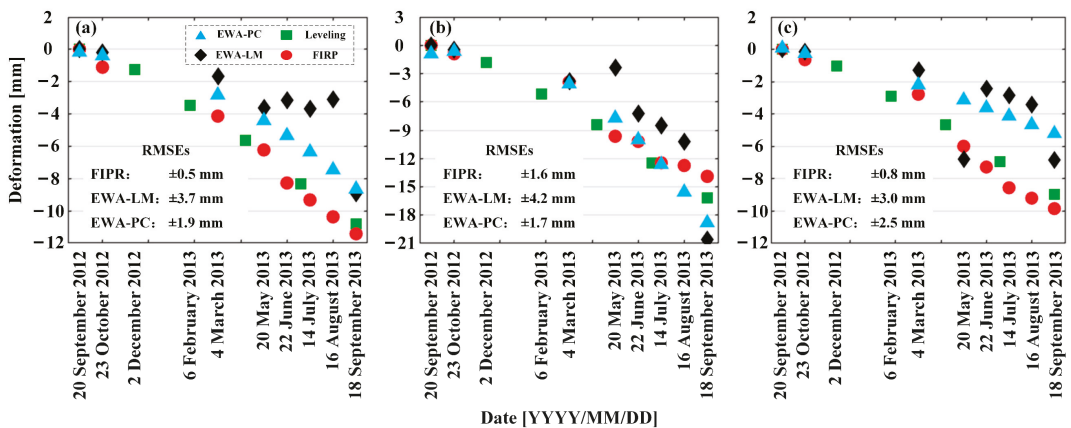 Deformation [mm]
(a)
EWA-PC
Leveling
EWA-LM
FIRP
2
0
−2
−4
−6
−8
−10
−12
RMSEs
FIPR: ±0.5 mm
EWA-LM: ±3.7 mm
EWA-PC: ±1.9 mm
20 September 2012
23 October 2012
2 December 2012
6 February 2013
4 March 2013
20 May 2013
22 June 2013
14 July 2013
16 August 2013
18 September 2013
(b)
3
0
−3
−6
−9
−12
−15
−18
−21
RMSEs
FIPR: ±1.6 mm
EWA-LM: ±4.2 mm
EWA-PC: ±1.7 mm
20 September 2012
23 October 2012
2 December 2012
6 February 2013
4 March 2013
20 May 2013
22 June 2013
14 July 2013
16 August 2013
18 September 2013
(c)
2
0
−2
−4
−6
−8
−10
−12
RMSEs
FIPR: ±0.8 mm
EWA-LM: ±3.0 mm
EWA-PC: ±2.5 mm
20 September 2012
23 October 2012
2 December 2012
6 February 2013
4 March 2013
20 May 2013
22 June 2013
14 July 2013
16 August 2013
18 September 2013
Date [YYYY/MM/DD]